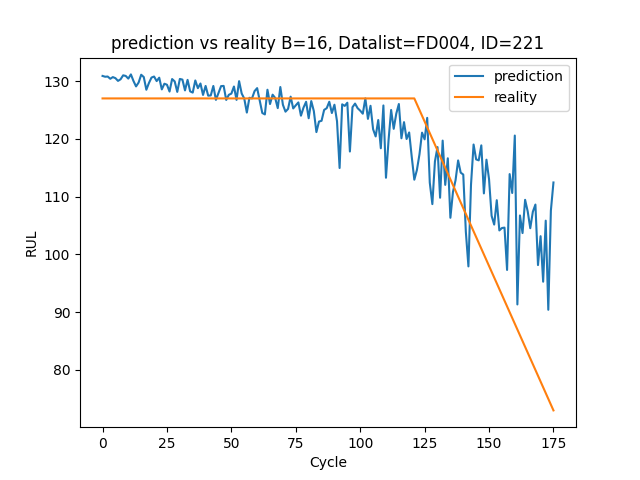 prediction vs reality B=16, Datalist=FD004, ID=221
prediction
reality
RUL
130
120
110
100
90
80
0
25
50
75
100
125
150
175
Cycle